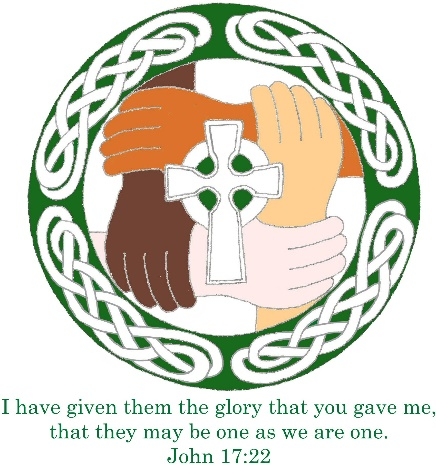 I have given them the glory that you gave me,
that they may be one as we are one.
John 17:22